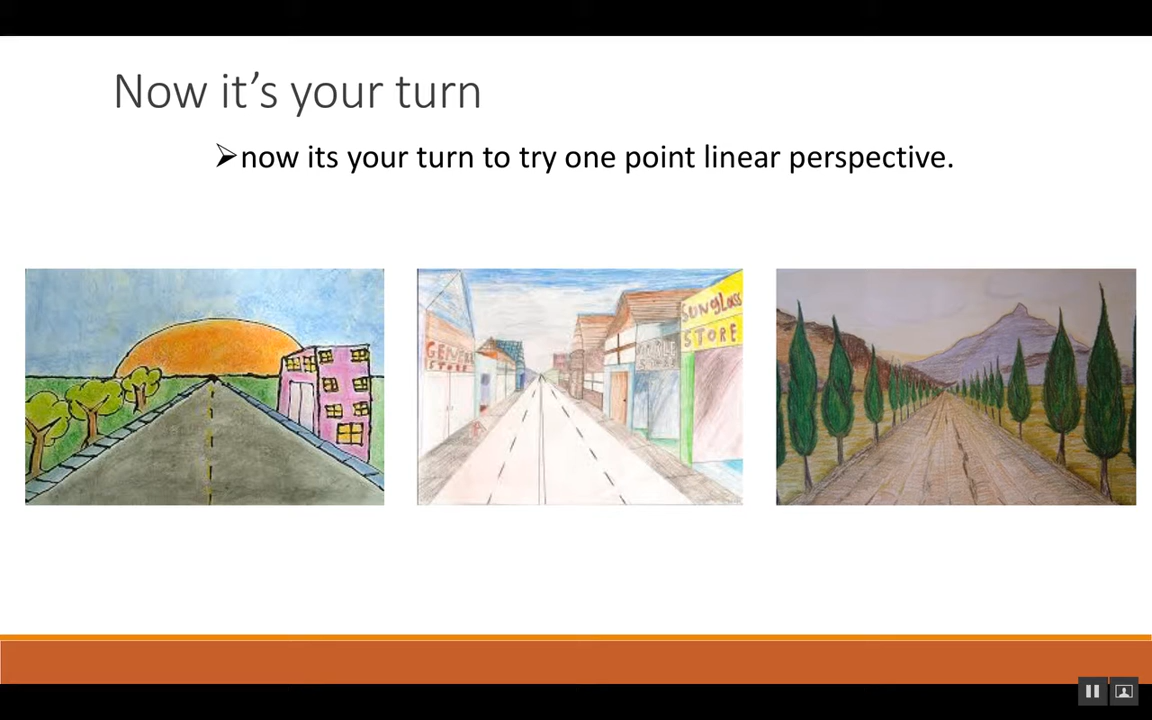 Now it’s your turn
➢now its your turn to try one point linear perspective.
GENERAL
STORE
SUNGLASS
STORE